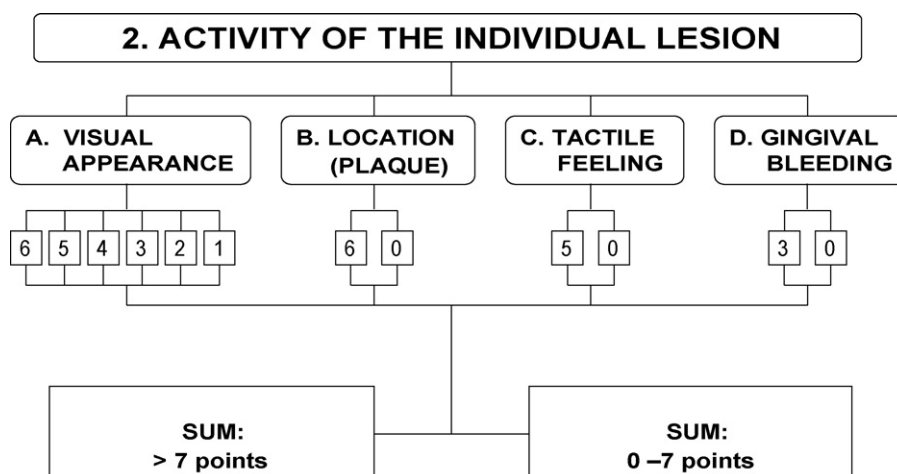 2. ACTIVITY OF THE INDIVIDUAL LESION
A. VISUAL
APPEARANCE
B. LOCATION
(PLAQUE)
C. TACTILE
FEELING
D. GINGIVAL
BLEEDING
6 5 4 3 2 1
6 0
5 0
3 0
SUM:
> 7 points
SUM:
0 –7 points